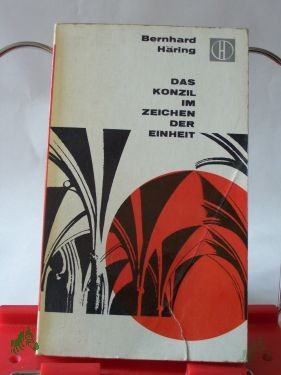 Bernhard
Häring
DAS
KONZIL
IM
ZEICHEN
DER
EINHEIT